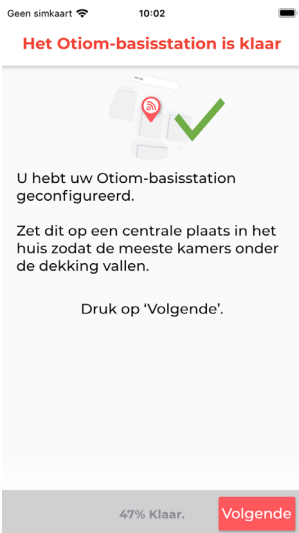 Geen simkaart 10:02
Het Otiom-basisstation is klaar
U hebt uw Otiom-basisstation
geconfigureerd.
Zet dit op een centrale plaats in het
huis zodat de meeste kamers onder
de dekking vallen.
Druk op ‘Volgende’.
47% Klaar. Volgende